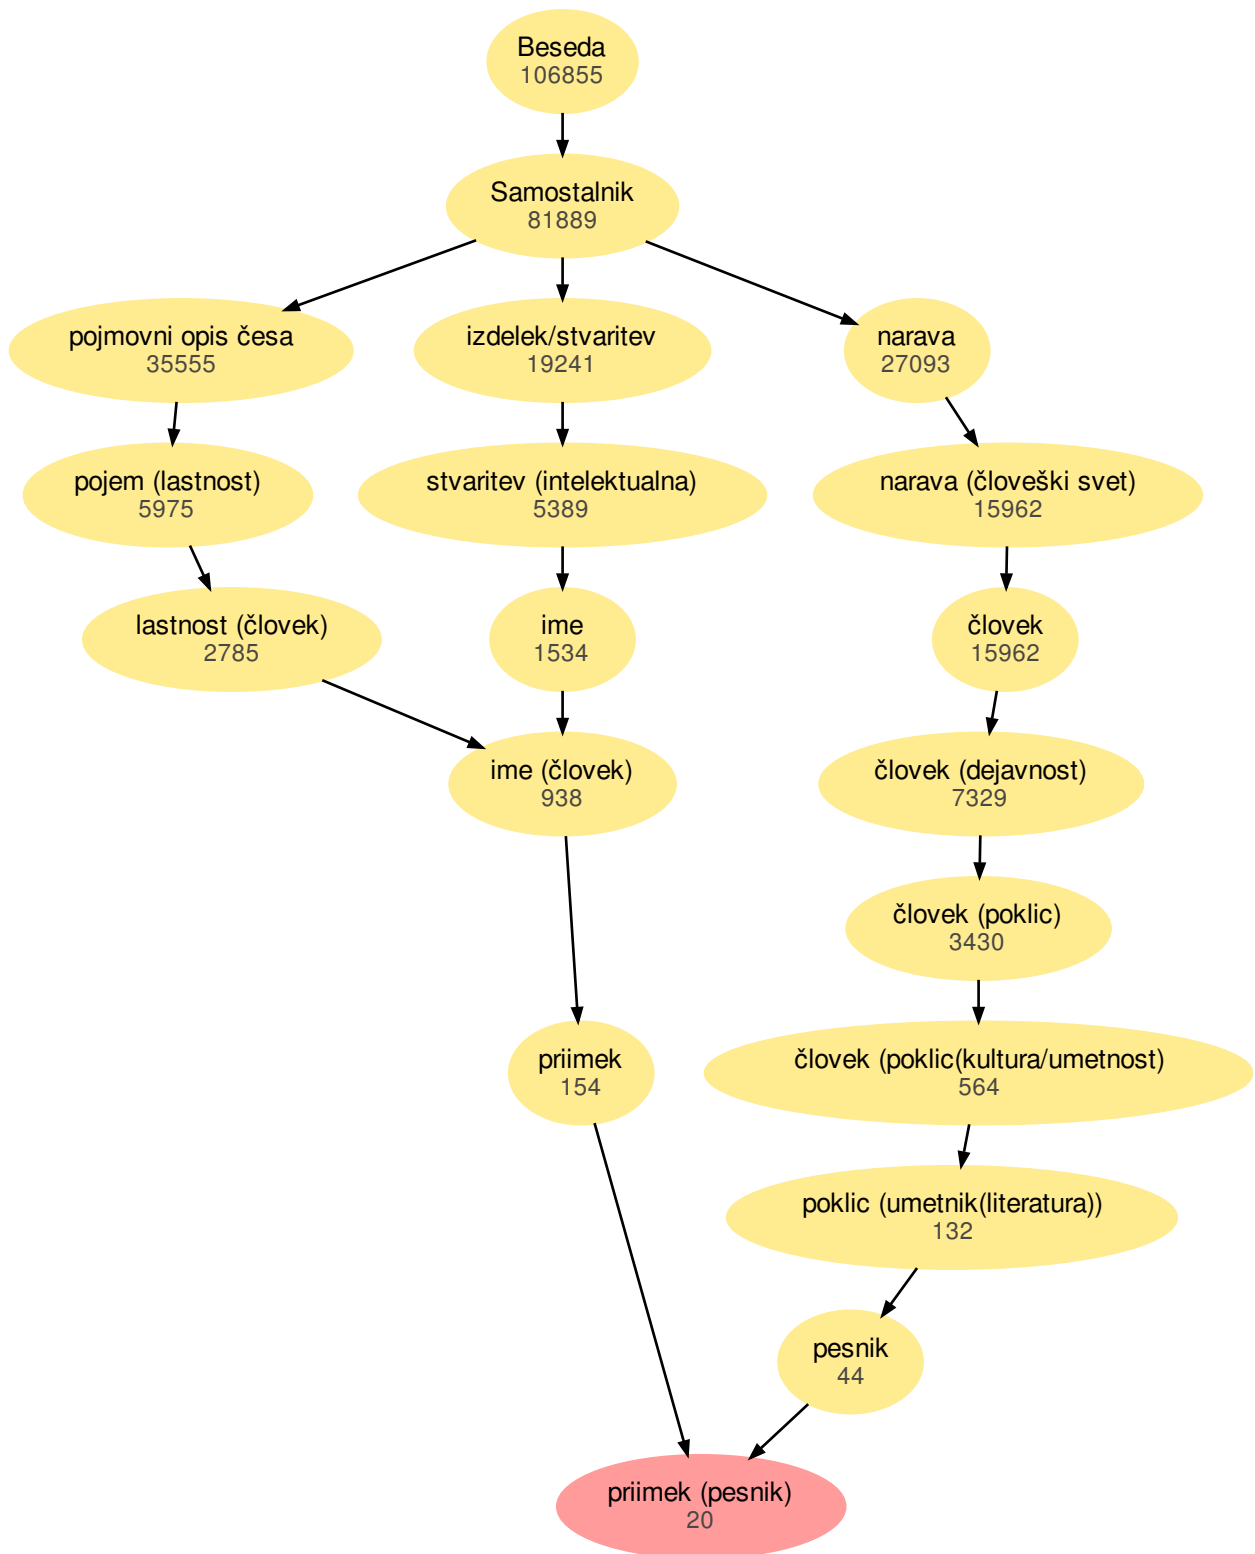 Beseda
106855
Samostalnik
81889
pojmovni opis česa
35555
izdelek/stvaritev
19241
narava
27093
pojem (lastnost)
5975
stvaritev (intelektualna)
5389
narava (človeški svet)
15962
lastnost (človek)
2785
ime
1534
človek
15962
ime (človek)
938
človek (dejavnost)
7329
človek (poklic)
3430
priimek
154
človek (poklic(kultura/umetnost)
564
poklic (umetnik(literatura))
132
pesnik
44
priimek (pesnik)
20